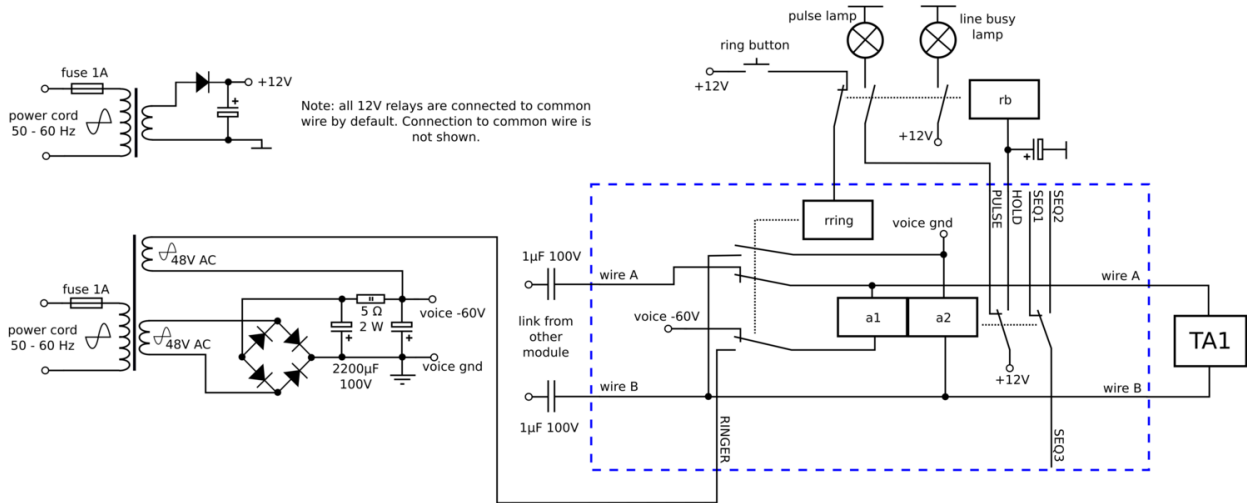 pulse lamp
line busy
lamp
ring button
+12V
fuse 1A
+12V
power cord
50 - 60 Hz
Note: all 12V relays are connected to common
wire by default. Connection to common wire is
not shown.
rb
+12V
+
+
PULSE
HOLD
SEQ1
SEQ2
rring
voice gnd
48V AC
1µF 100V
wire A
wire A
fuse 1A
5 Ω
2 W
voice -60V
power cord
50 - 60 Hz
48V AC
+
+
link from
other
module
voice -60V
a1
a2
TA1
2200µF
100V
voice gnd
+12V
wire B
wire B
1µF 100V
RINGER
SEQ3